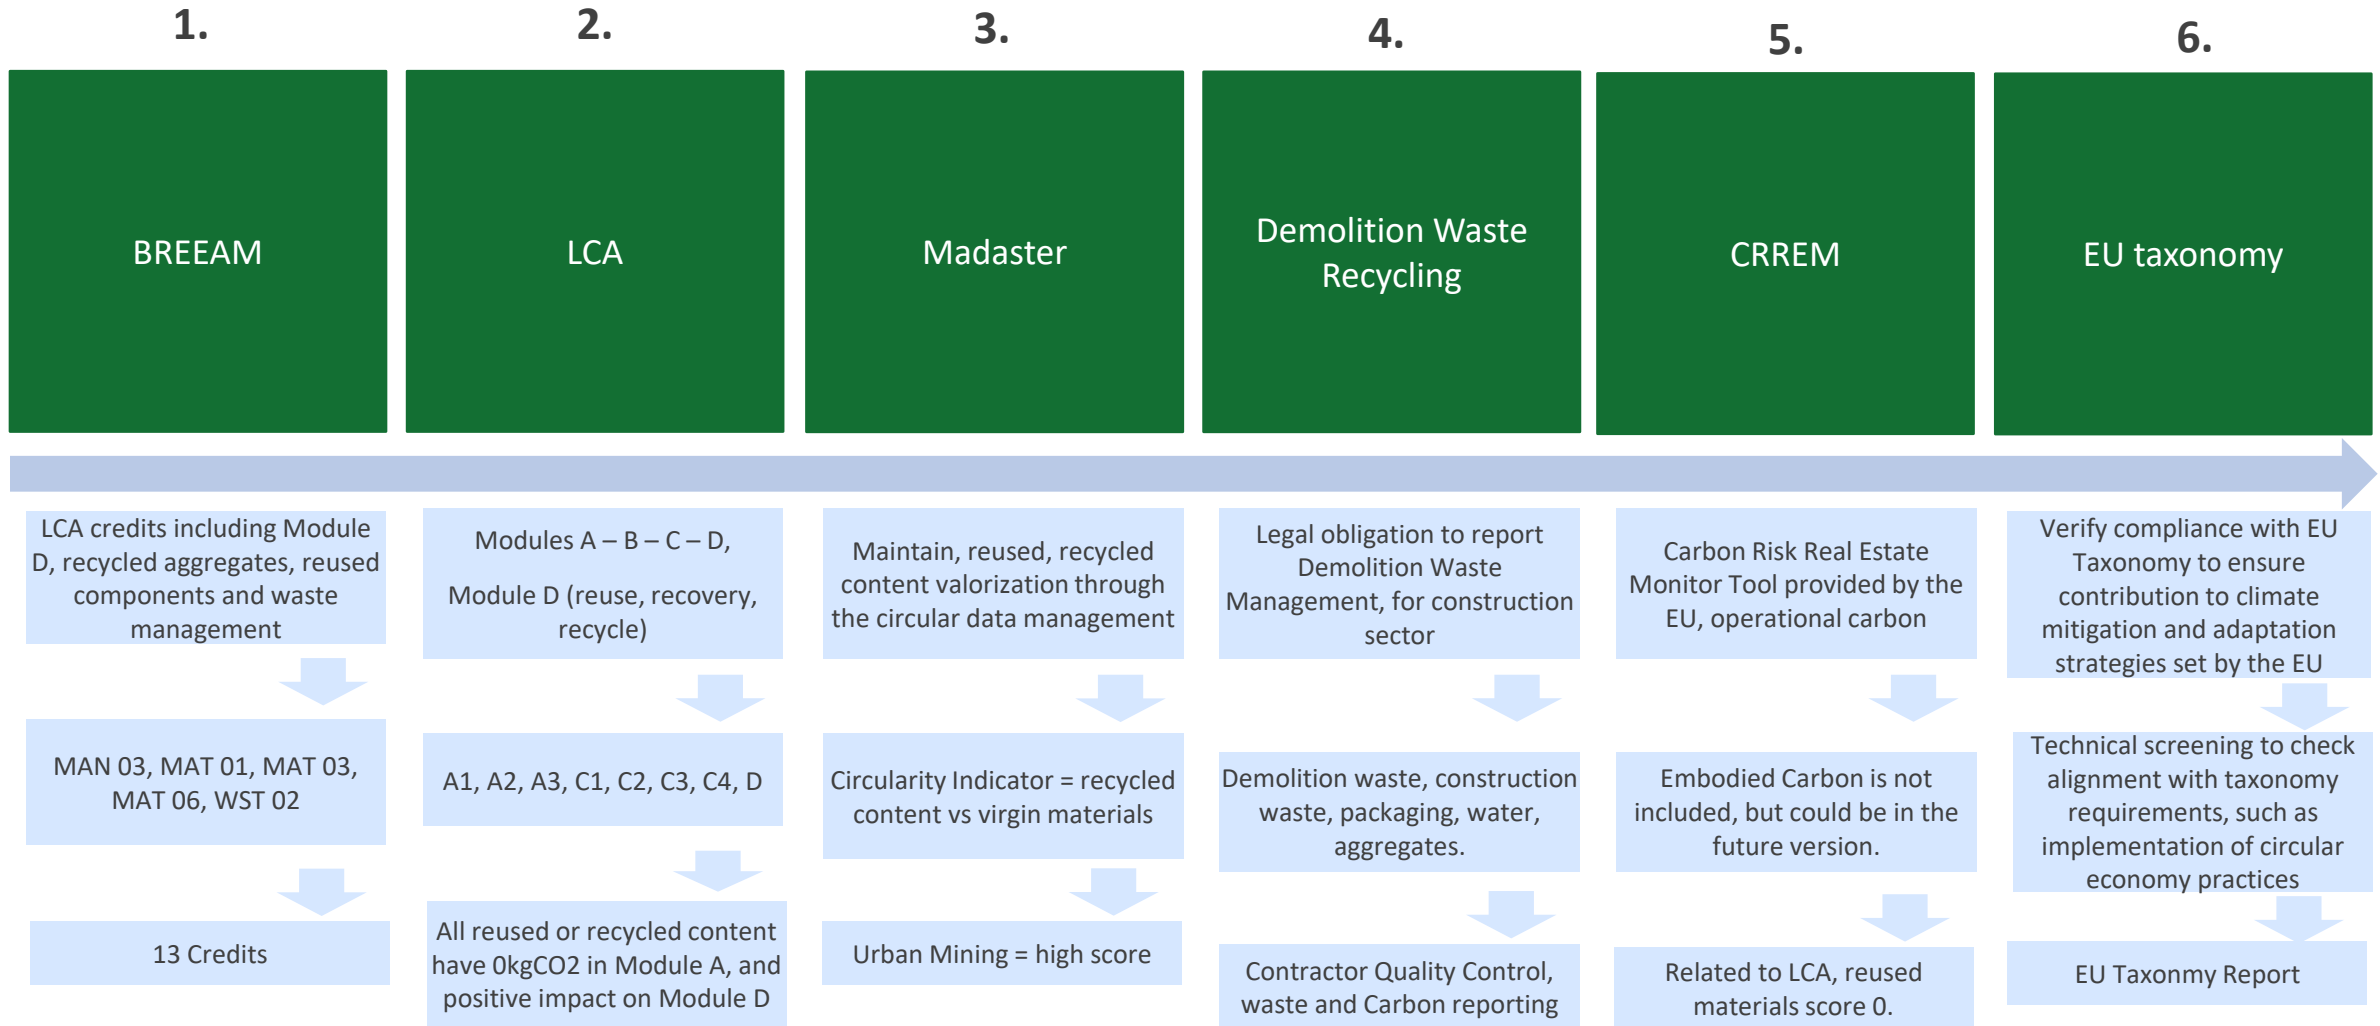 1.
2.
3.
4.
5.
6.
BREEAM
LCA
Madaster
Demolition Waste
Recycling
CRREM
EU taxonomy
LCA credits including Module
D, recycled aggregates, reused
components and waste
management
MAN 03, MAT 01, MAT 03,
MAT 06, WST 02
13 Credits
Modules A – B – C – D,
Module D (reuse, recovery,
recycle)
A1, A2, A3, C1, C2, C3, C4, D
All reused or recycled content
have 0kgCO2 in Module A, and
positive impact on Module D
Maintain, reused, recycled
content valorization through
the circular data management
Circularity Indicator = recycled
content vs virgin materials
Urban Mining = high score
Legal obligation to report
Demolition Waste
Management, for construction
sector
Demolition waste, construction
waste, packaging, water,
aggregates.
Contractor Quality Control,
waste and Carbon reporting
Carbon Risk Real Estate
Monitor Tool provided by the
EU, operational carbon
Embodied Carbon is not
included, but could be in the
future version.
Related to LCA, reused
materials score 0.
Verify compliance with EU
Taxonomy to ensure
contribution to climate
mitigation and adaptation
strategies set by the EU
Technical screening to check
alignment with taxonomy
requirements, such as
implementation of circular
economy practices
EU Taxonmy Report